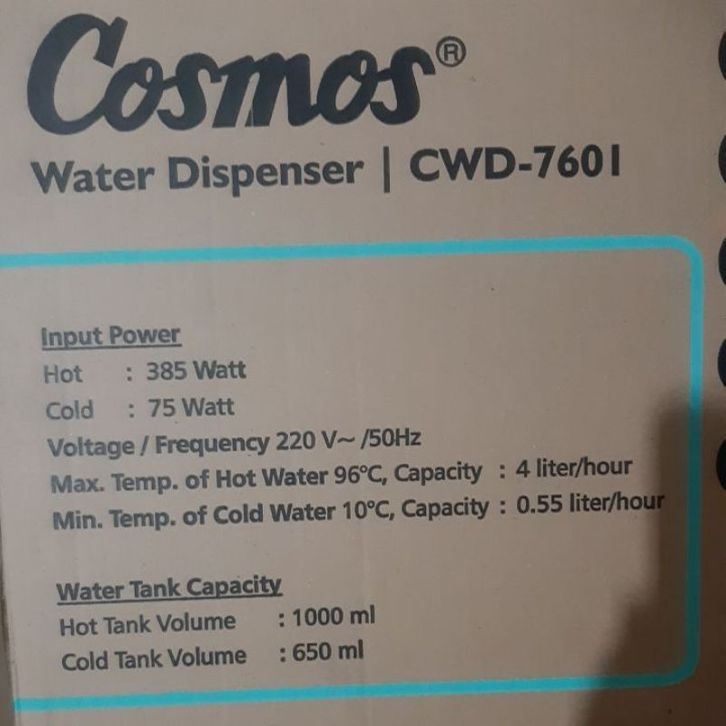 Cosmos®
Water Dispenser | CWD-7601
Input Power
Hot : 385 Watt
Cold : 75 Watt
Voltage / Frequency 220 V~ /50Hz
Max. Temp. of Hot Water 96°C, Capacity : 4 liter/hour
Min. Temp. of Cold Water 10°C, Capacity : 0.55 liter/hour
Water Tank Capacity
Hot Tank Volume : 1000 ml
Cold Tank Volume : 650 ml